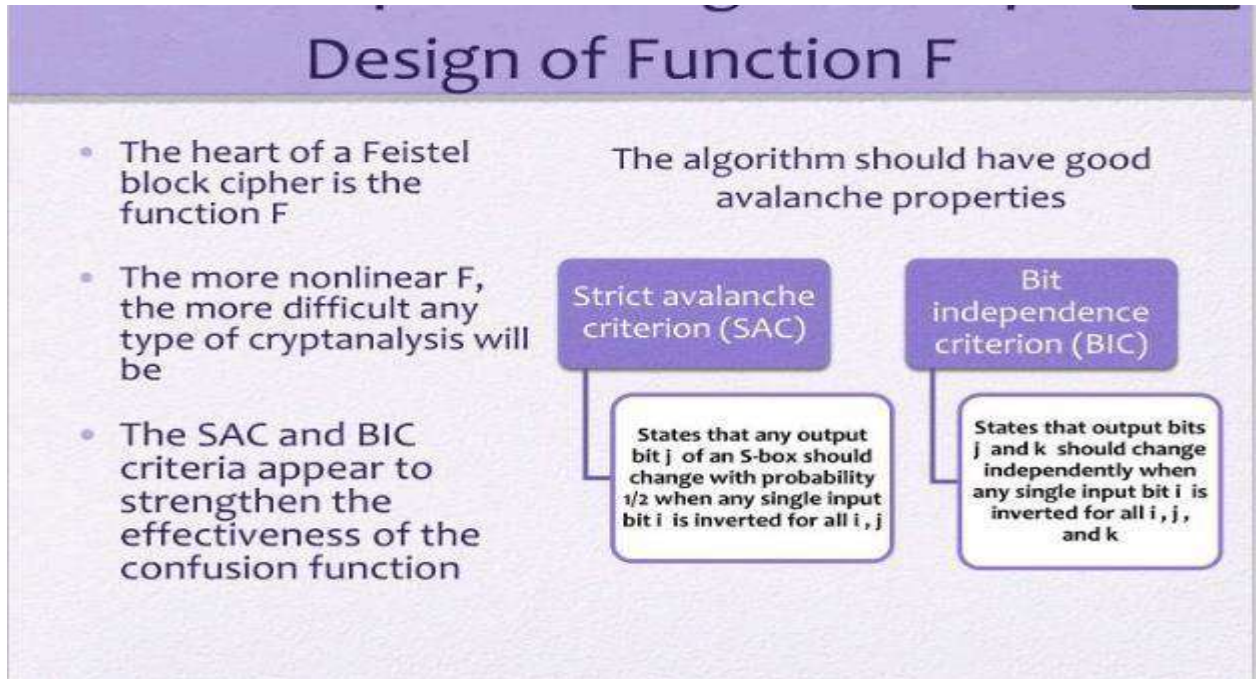 Design of Function F
• The heart of a Feistel
block cipher is the
function F
• The more nonlinear F,
the more difficult any
type of cryptanalysis will
be
• The SAC and BIC
criteria appear to
strengthen the
effectiveness of the
confusion function
The algorithm should have good
avalanche properties
Strict avalanche
criterion (SAC)
States that any output
bit j of an S-box should
change with probability
1/2 when any single input
bit i is inverted for all i , j
Bit
independence
criterion (BIC)
States that output bits
j and k should change
independently when
any single input bit i is
inverted for all i , j ,
and k